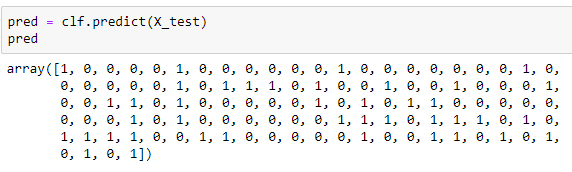 pred = clf.predict(X_test)
pred
array([1, 0, 0, 0, 0, 1, 0, 0, 0, 0, 0, 0, 1, 0, 0, 0, 0, 0, 0, 0, 1, 0,
0, 0, 0, 0, 0, 1, 0, 1, 1, 1, 0, 1, 0, 0, 1, 0, 0, 1, 0, 0, 0, 1,
0, 0, 1, 1, 0, 1, 0, 0, 0, 0, 0, 1, 0, 1, 0, 1, 1, 0, 0, 0, 0, 0,
0, 0, 0, 1, 0, 1, 0, 0, 0, 0, 0, 0, 1, 1, 1, 0, 1, 1, 1, 0, 1, 0,
1, 1, 1, 1, 0, 0, 1, 1, 0, 0, 0, 0, 0, 1, 0, 0, 1, 1, 0, 1, 0, 1,
0, 1, 0, 1])